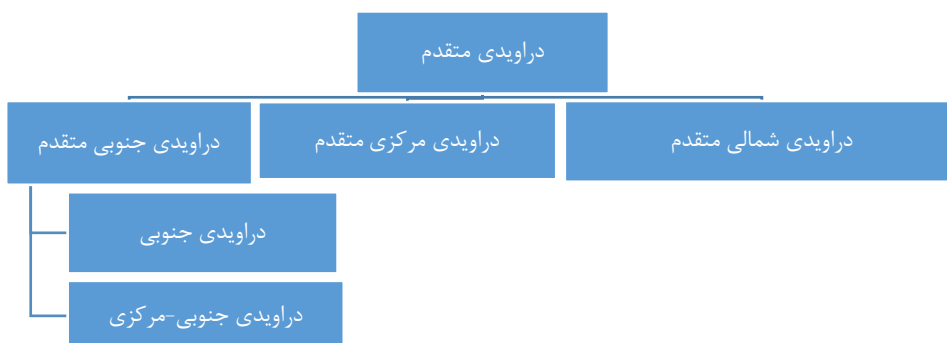 دراویدی متقدم
دراویدی شمالی متقدم
دراویدی مرکزی متقدم
دراویدی جنوبی متقدم
دراویدی جنوبی
دراویدی جنوبی-مرکزی